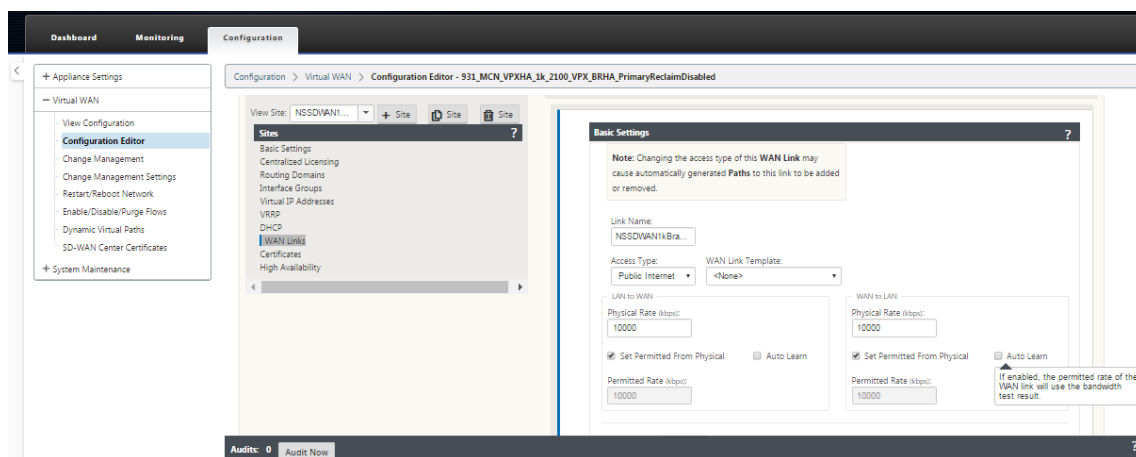 Dashboard Monitoring Configuration
<
+ Appliance Settings
− Virtual WAN
View Configuration
Configuration Editor
Change Management
Change Management Settings
Restart/Reboot Network
Enable/Disable/Purge Flows
Dynamic Virtual Paths
SD-WAN Center Certificates
+ System Maintenance
Configuration > Virtual WAN > Configuration Editor - 931_MCN_VPXHA_1k_2100_VPX_BRHA_PrimaryReclaimDisabled
View Site: NSSDWAN1... + Site Site Site
Sites ?
Basic Settings
Centralized Licensing
Routing Domains
Interface Groups
Virtual IP Addresses
VRRP
DHCP
WAN Links
Certificates
High Availability
Basic Settings ?
Note: Changing the access type of this WAN Link may
cause automatically generated Paths to this link to be added
or removed.
Link Name:
NSSDWAN1kBra...
Access Type: WAN Link Template:
Public Internet <None>
LAN to WAN
Physical Rate (kbps):
10000
Set Permitted From Physical Auto Learn
Permitted Rate (kbps):
10000
WAN to LAN
Physical Rate (kbps):
10000
Set Permitted From Physical Auto Learn
Permitted Rate (kbps):
10000
If enabled, the permitted rate of the
WAN link will use the bandwidth
test result.
Audits: 0 Audit Now ?